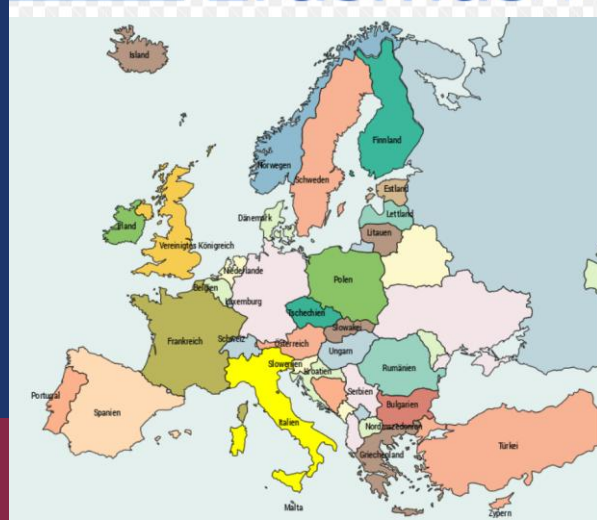 Island
Norwegen
Finnland
Schweden
Estland
Lettland
Dänemark
Litauen
Irland
Vereinigtes Königreich
Niederlande
Polen
Belgien
Luxemburg
Tschechien
Slowakei
Frankreich
Schweiz
Österreich
Ungarn
Slowenien
Kroatien
Rumänien
Portugal
Spanien
Serbien
Bulgarien
Italien
Nordmazedonien
Türkei
Griechenland
Malta
Zypern